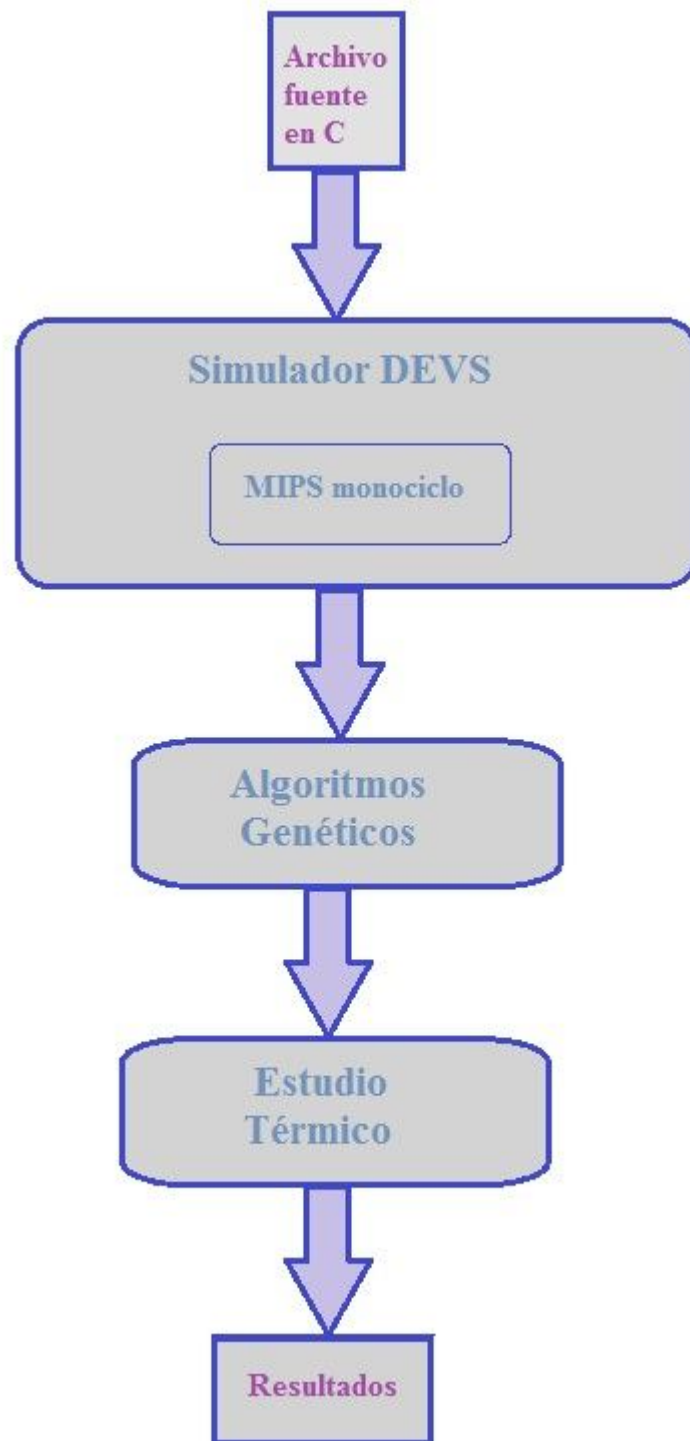 Archivo
fuente
en C
Simulador DEVS
MIPS monociclo
Algoritmos
Genéticos
Estudio
Térmico
Resultados